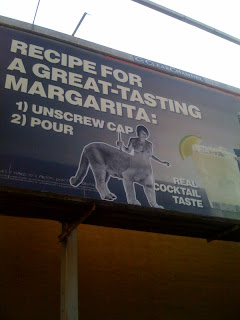 RECIPE FOR
A GREAT-TASTING
MARGARITA:
1) UNSCREW CAP
2) POUR
REAL
COCKTAIL
TASTE